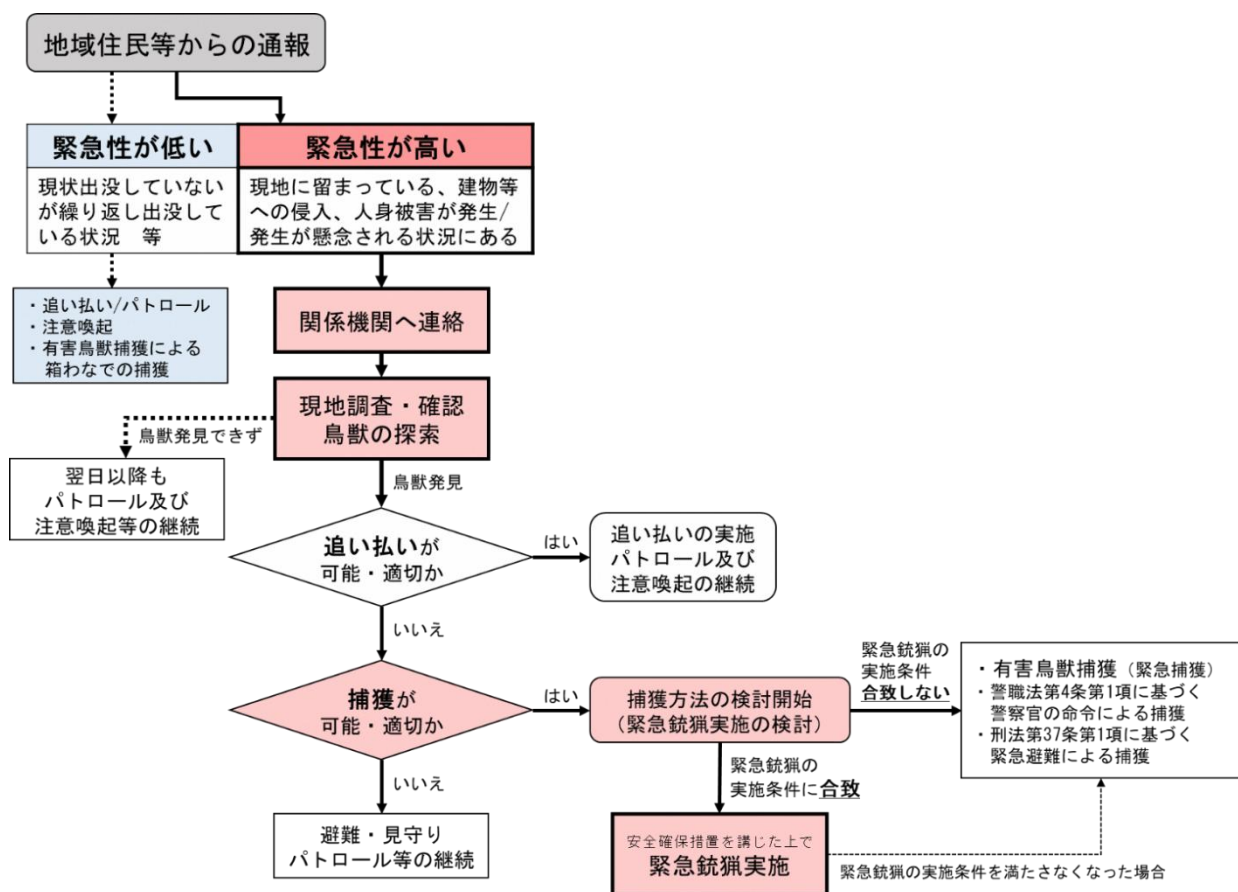 地域住民等からの通報
緊急性が低い
現状出没していない
が繰り返し出没して
いる状況 等
緊急性が高い
現地に留まっている、建物等
への侵入、人身被害が発生/
発生が懸念される状況にある
・追い払い/パトロール
・注意喚起
・有害鳥獣捕獲による
箱わなでの捕獲
関係機関へ連絡
現地調査・確認
鳥獣の探索
鳥獣発見できず
翌日以降も
パトロール及び
注意喚起等の継続
鳥獣発見
追い払いが
可能・適切か
はい
追い払いの実施
パトロール及び
注意喚起の継続
いいえ
捕獲が
可能・適切か
はい
捕獲方法の検討開始
（緊急銃猟実施の検討）
緊急銃猟の
実施条件
合致しない
・有害鳥獣捕獲（緊急捕獲）
・警職法第4条第1項に基づく
警察官の命令による捕獲
・刑法第37条第1項に基づく
緊急避難による捕獲
いいえ
避難・見守り
パトロール等の継続
緊急銃猟の
実施条件に合致
安全確保措置を講じた上で
緊急銃猟実施
緊急銃猟の実施条件を満たさなくなった場合